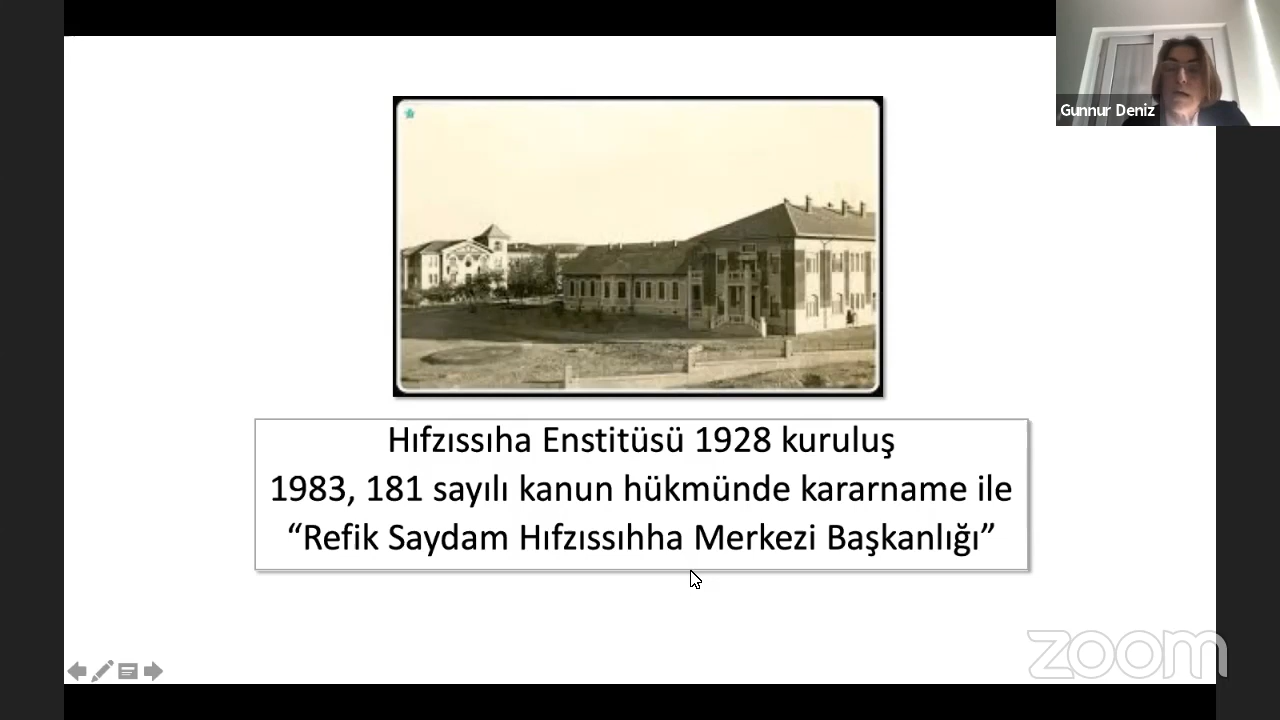 Gunnur Deniz
Hıfzıssıha Enstitüsü 1928 kuruluş
1983, 181 sayılı kanun hükmünde kararname ile
“Refik Saydam Hıfzıssıhha Merkezi Başkanlığı”
zoom